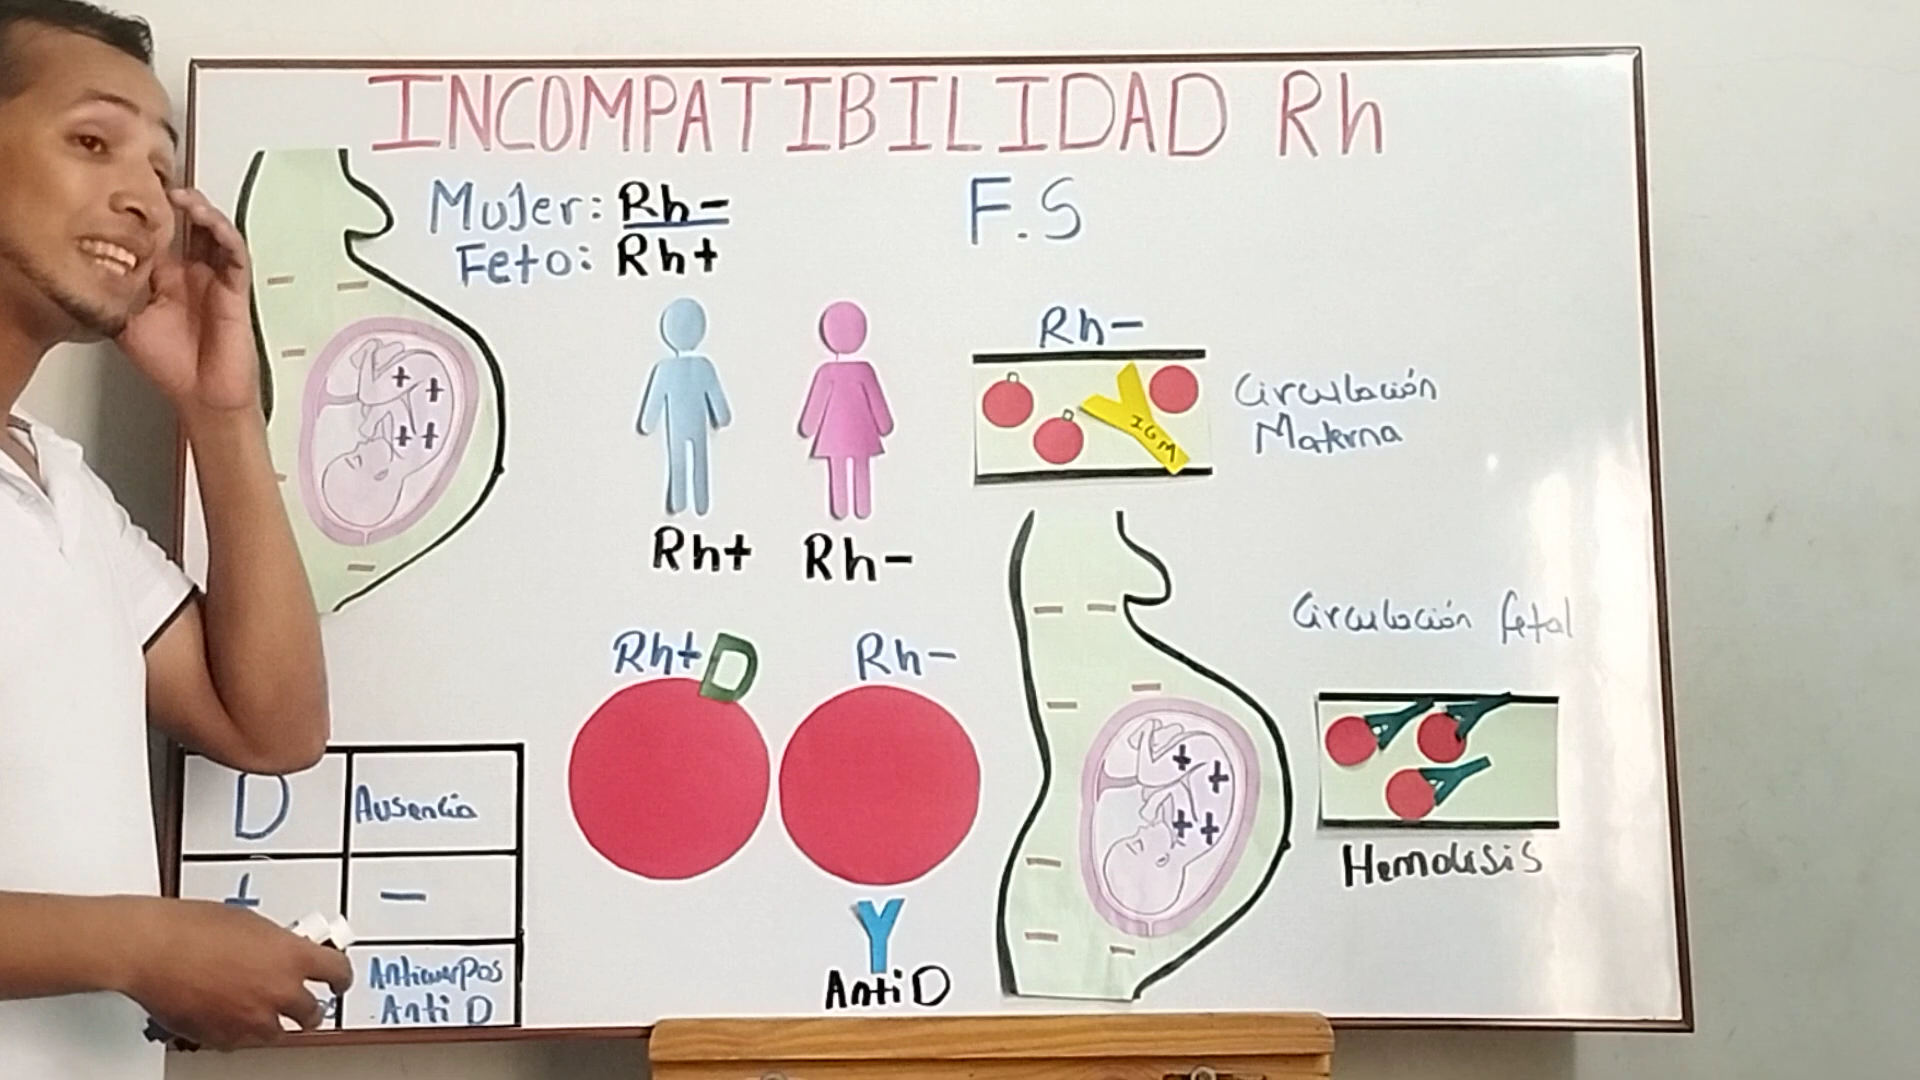 INCOMPATIBILIDAD Rh
Mujer: Rh-
Feto: Rh+
F.S
Rh+
Rh-
Rh-
IGM
Circulación
Materna
Rh+ D
Rh-
Anti D
Circulación fetal
Hemolisis
D
Ausencia
+
-
Anticuerpos
Anti D
+ +
+ +
+ +
+ +